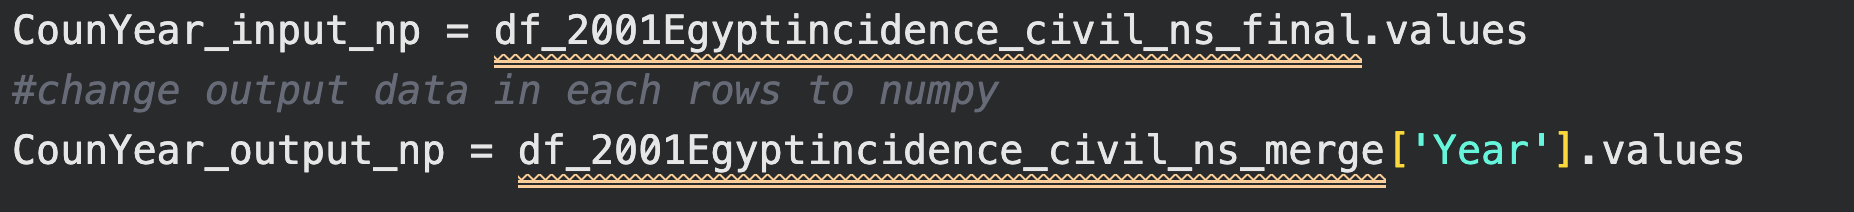 CounYear_input_np = df_2001Egyptincidence_civil_ns_final.values
#change output data in each rows to numpy
CounYear_output_np = df_2001Egyptincidence_civil_ns_merge['Year'].values